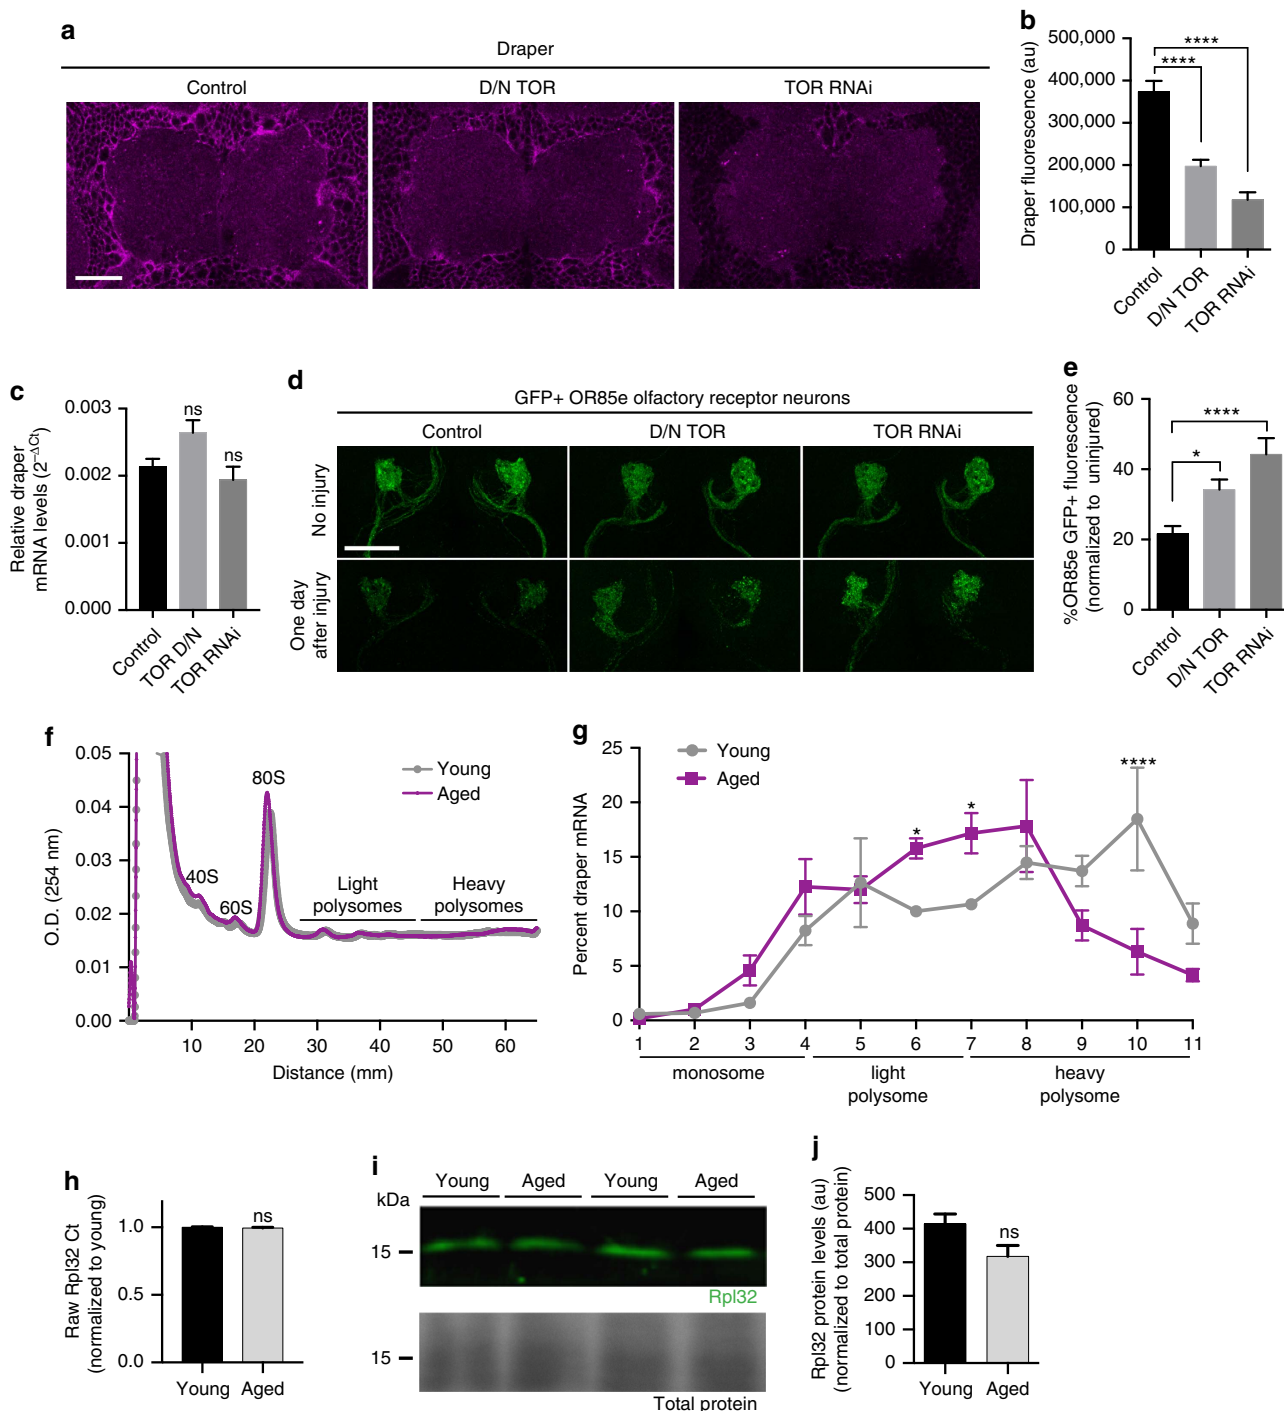 a
Draper
Control
D/N TOR
TOR RNAi
b
Draper fluorescence (au)
500,000
400,000
300,000
200,000
100,000
0
****
****
Control
D/N TOR
TOR RNAi
c
Relative draper
mRNA levels (2–ΔCt)
0.003
0.002
0.001
0.000
ns
ns
Control
TOR D/N
TOR RNAi
d
GFP+ OR85e olfactory receptor neurons
Control
D/N TOR
TOR RNAi
No injury
One day
after injury
e
%OR85e GFP+ fluorescence
(normalized to uninjured)
60
40
20
0
****
*
Control
D/N TOR
TOR RNAi
f
O.D. (254 nm)
0.05
0.04
0.03
0.02
0.01
0.00
Young
Aged
80S
40S
60S
Light
polysomes
Heavy
polysomes
10 20 30 40 50 60
Distance (mm)
g
Percent draper mRNA
25
20
15
10
5
0
Young
Aged
*
*
****
1 2 3 4 5 6 7 8 9 10 11
monosome
light
polysome
heavy
polysome
h
Raw Rpl32 Ct
(normalized to young)
1.0
0.5
0.0
ns
Young Aged
i
Young Aged Young Aged
kDa
15
Rpl32
15
Total protein
j
Rpl32 protein levels (au)
(normalized to total protein)
500
400
300
200
100
0
ns
Young Aged